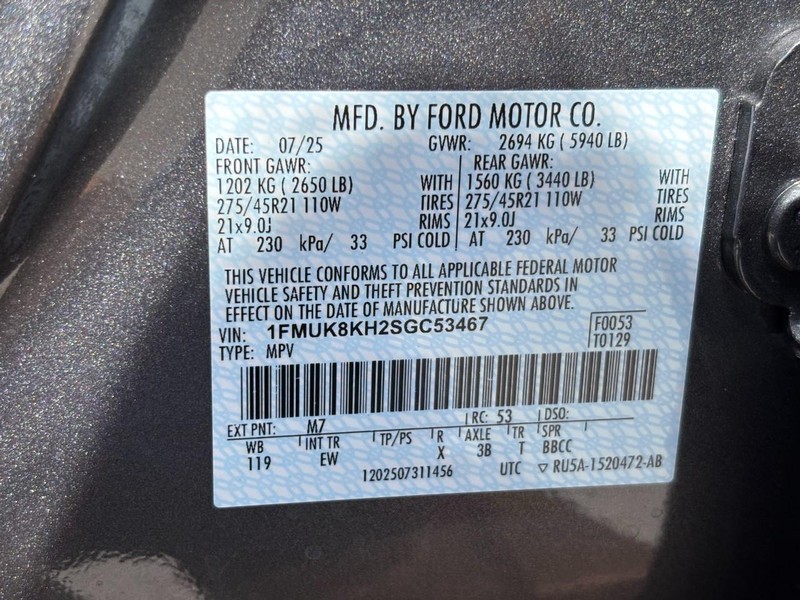 MFD. BY FORD MOTOR CO.
DATE: 07/25 GVWR: 2694 KG ( 5940 LB)
FRONT GAWR: REAR GAWR:
1202 KG ( 2650 LB) WITH 1560 KG ( 3440 LB) WITH
275/45R21 110W TIRES 275/45R21 110W TIRES
21x9.0J RIMS 21x9.0J RIMS
AT 230 kPa/ 33 PSI COLD AT 230 kPa/ 33 PSI COLD
THIS VEHICLE CONFORMS TO ALL APPLICABLE FEDERAL MOTOR
VEHICLE SAFETY AND THEFT PREVENTION STANDARDS IN
EFFECT ON THE DATE OF MANUFACTURE SHOWN ABOVE.
VIN: 1FMUK8KH2SGC53467 F0053
TYPE: MPV T0129
EXT PNT: M7 RC: 53 DSO:
WB INT TR TP/PS R AXLE TR SPR
119 EW X 3B T BBCC
1202507311456 UTC ▽ RU5A-1520472-AB